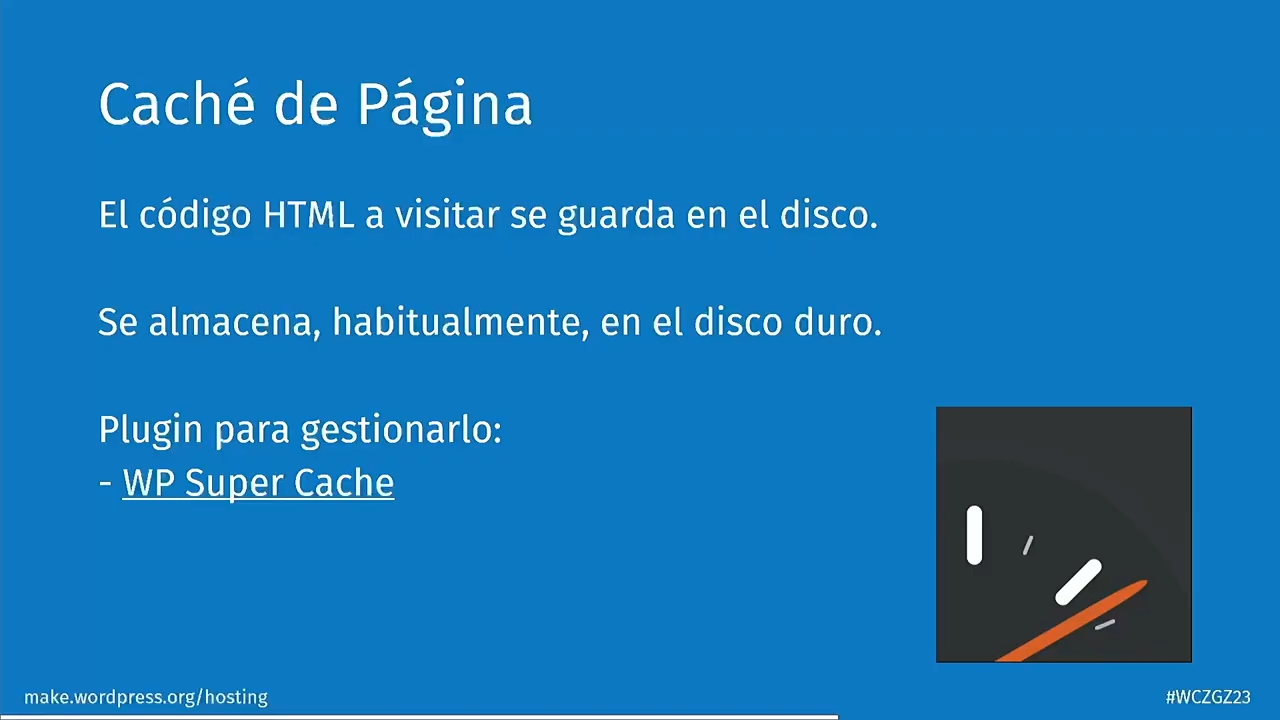 Caché de Página
El código HTML a visitar se guarda en el disco.
Se almacena, habitualmente, en el disco duro.
Plugin para gestionarlo:
- WP Super Cache
make.wordpress.org/hosting
#WCZGZ23